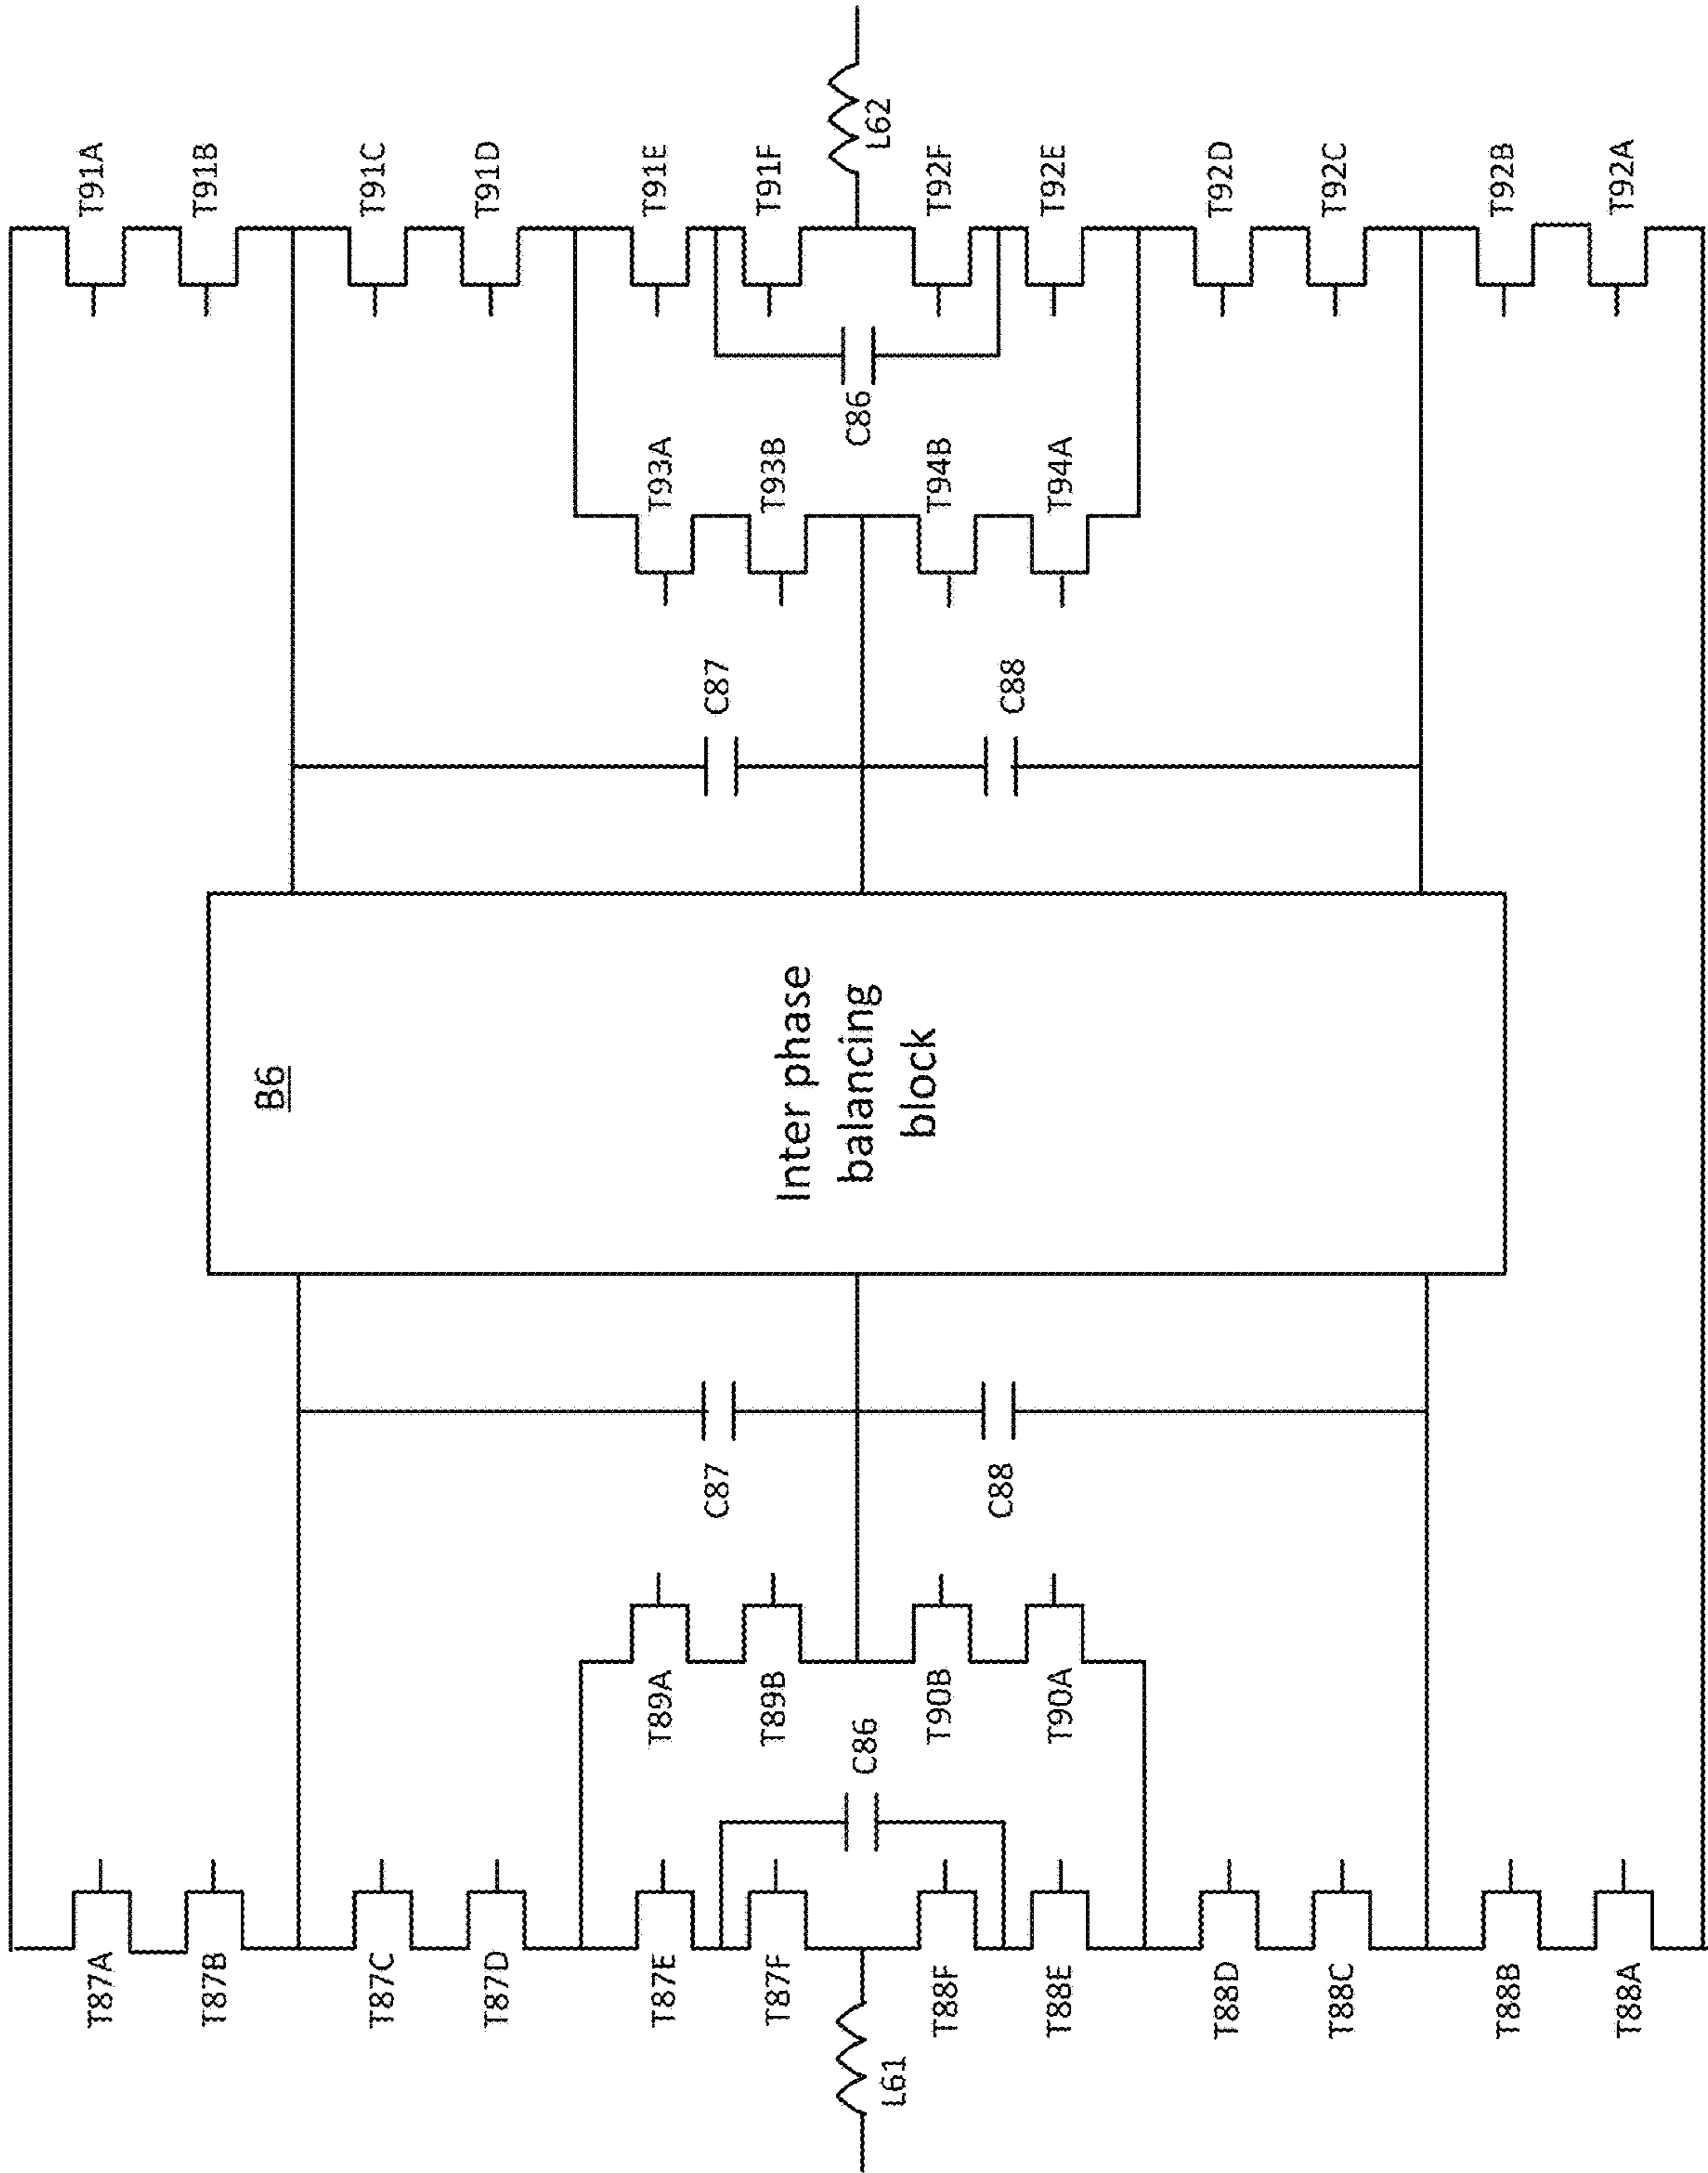 T87A
T87B
T87C
T87D
T87E
T87F
T88F
T88E
T88D
T88C
T88B
T88A
L61
C86
T89A
T89B
T90B
T90A
C87
C88
B6
Inter phase
balancing
block
C87
C88
T93A
T93B
T94B
T94A
C86
T91A
T91B
T91C
T91D
T91E
T91F
T92F
T92E
T92D
T92C
T92B
T92A
L62